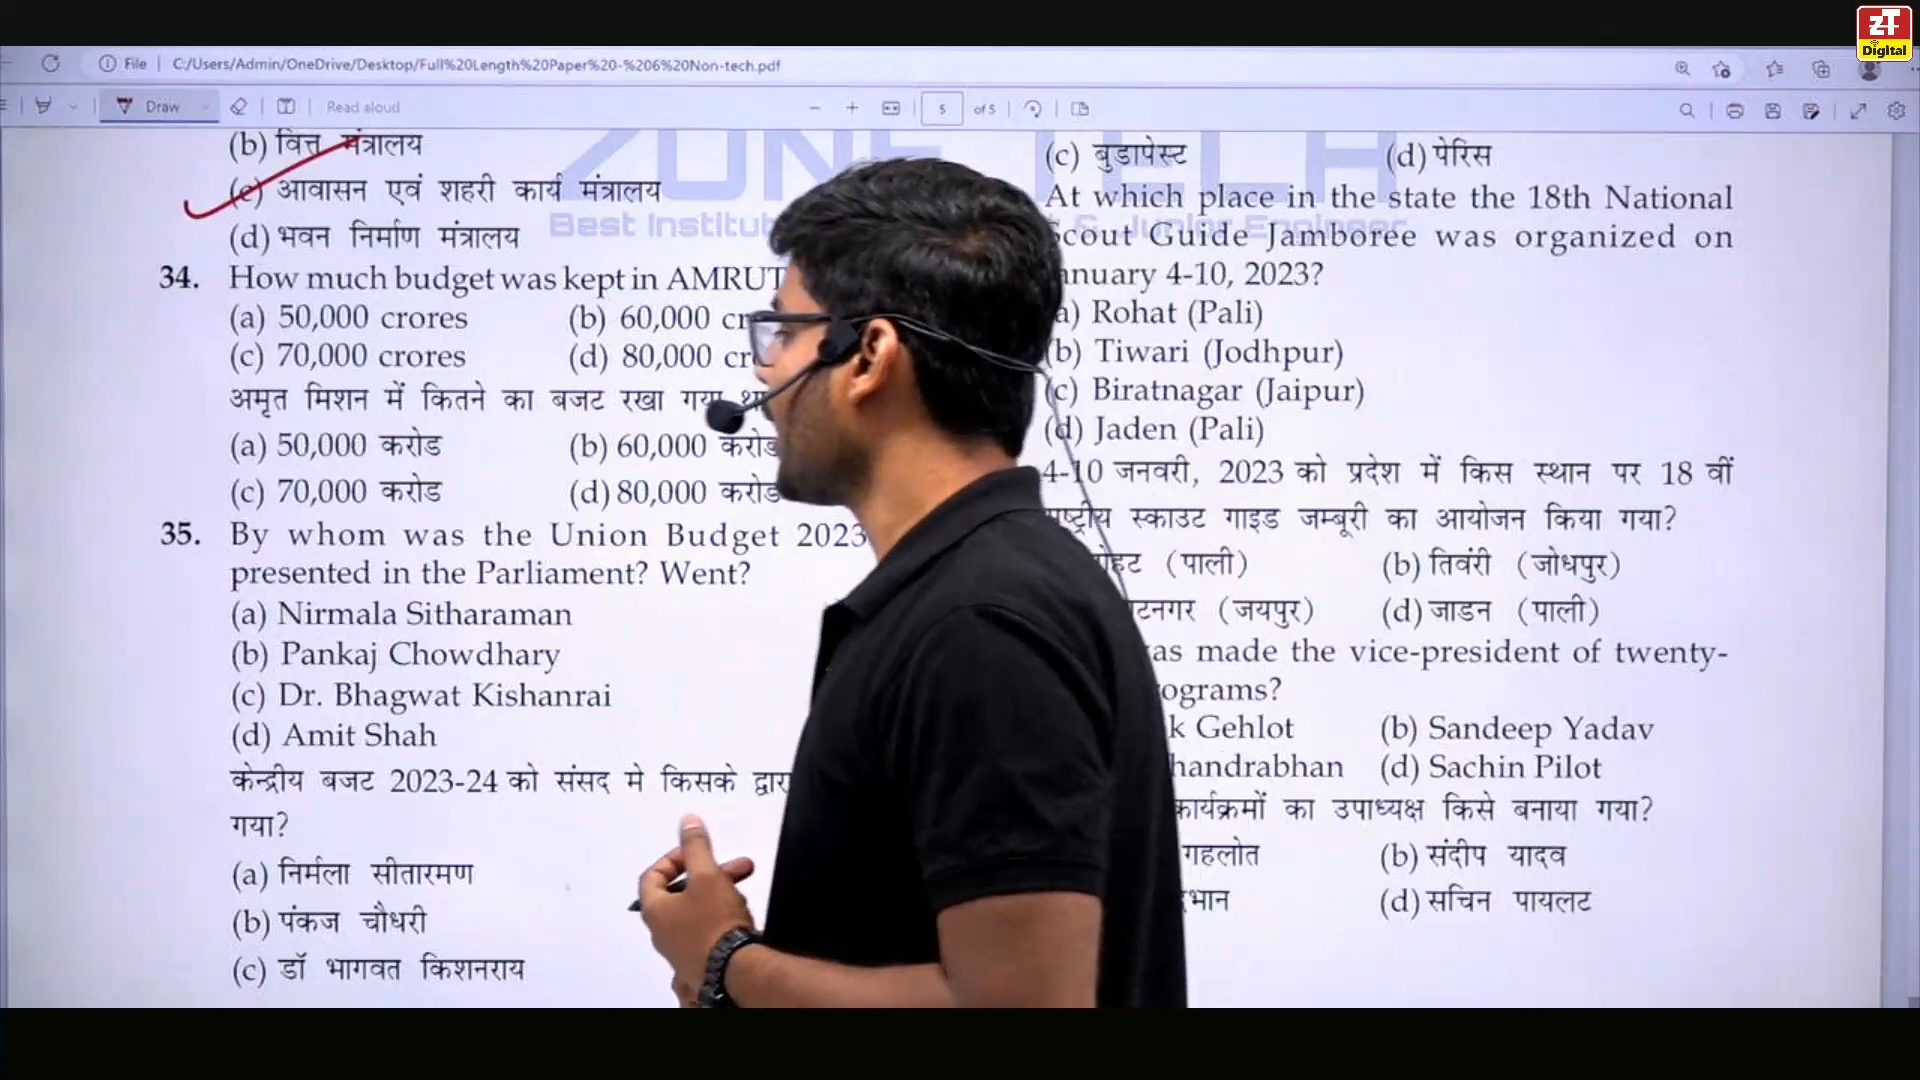 ZT
Digital
File
C:/Users/Admin/OneDrive/Desktop/Full%20Length%20Paper%20-%206%20Non-tech.pdf
Draw
Read aloud
5
of 5
ZONE TECH
Best Institu
& Junior Engineer
(b) वित्त मंत्रालय
(c) आवासन एवं शहरी कार्य मंत्रालय
(d) भवन निर्माण मंत्रालय
34. How much budget was kept in AMRUT
(a) 50,000 crores (b) 60,000
(c) 70,000 crores (d) 80,000
अमृत मिशन में कितने का बजट रखा गया
(a) 50,000 करोड (b) 60,000 करोड
(c) 70,000 करोड (d) 80,000 करोड
35. By whom was the Union Budget 2023
presented in the Parliament? Went?
(a) Nirmala Sitharaman
(b) Pankaj Chowdhary
(c) Dr. Bhagwat Kishanrai
(d) Amit Shah
केन्द्रीय बजट 2023-24 को संसद मे किसके द्वारा
गया?
(a) निर्मला सीतारमण
(b) पंकज चौधरी
(c) डॉ भागवत किशनराय
(c) बुडापेस्ट (d) पेरिस
At which place in the state the 18th National
Scout Guide Jamboree was organized on
January 4-10, 2023?
(a) Rohat (Pali)
(b) Tiwari (Jodhpur)
(c) Biratnagar (Jaipur)
(d) Jaden (Pali)
4-10 जनवरी, 2023 को प्रदेश में किस स्थान पर 18 वीं
राष्ट्रीय स्काउट गाइड जम्बूरी का आयोजन किया गया?
(पाली) (b) तिवंरी (जोधपुर)
(जयपुर) (d) जाडन (पाली)
made the vice-president of twenty-
Gehlot (b) Sandeep Yadav
(d) Sachin Pilot
कार्यक्रमों का उपाध्यक्ष किसे बनाया गया?
गहलोत (b) संदीप यादव
(d) सचिन पायलट